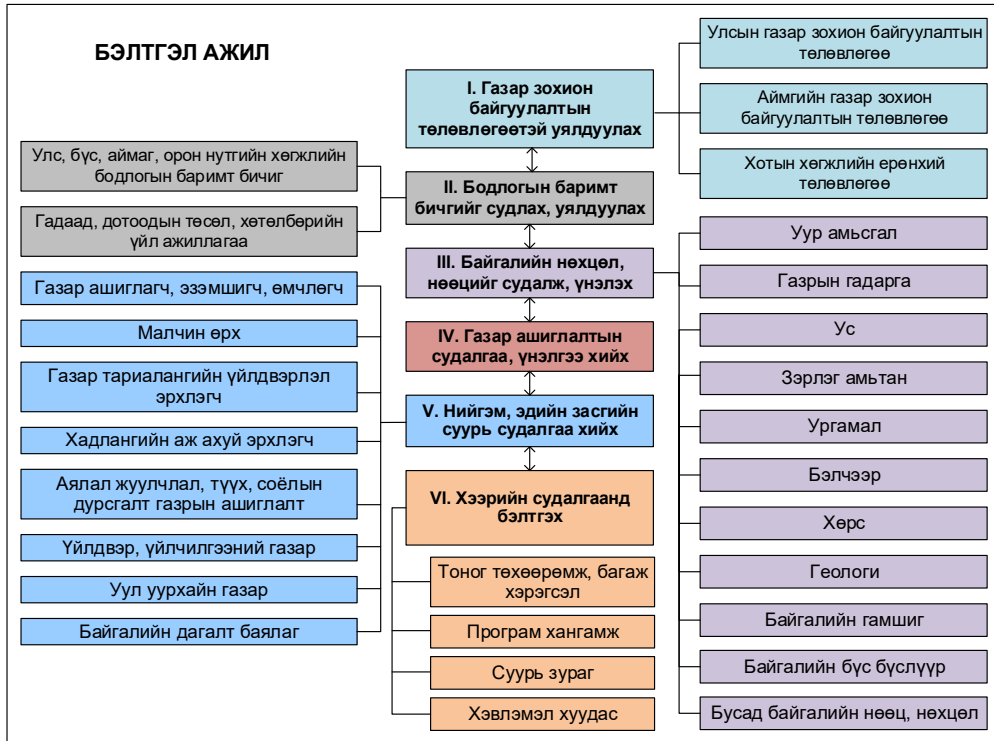 БЭЛТГЭЛ АЖИЛ
I. Газар зохион
байгуулалтын
төлөвлөгөөтэй уялдуулах
Улсын газар зохион байгуулалтын
төлөвлөгөө
Аймгийн газар зохион
байгуулалтын төлөвлөгөө
Хотын хөгжлийн ерөнхий
төлөвлөгөө
II. Бодлогын баримт
бичгийг судлах, уялдуулах
Улс, бүс, аймаг, орон нутгийн хөгжлийн
бодлогын баримт бичиг
Гадаад, дотоодын төсөл, хөтөлбөрийн
үйл ажиллагаа
III. Байгалийн нөхцөл,
нөөцийг судалж, үнэлэх
Уур амьсгал
Газрын гадарга
Ус
Зэрлэг амьтан
Ургамал
Бэлчээр
Хөрс
Геологи
Байгалийн гамшиг
Байгалийн бүс бүслүүр
Бусад байгалийн нөөц, нөхцөл
IV. Газар ашиглалтын
судалгаа, үнэлгээ хийх
V. Нийгэм, эдийн засгийн
суурь судалгаа хийх
Газар ашиглагч, эзэмшигч, өмчлөгч
Малчин өрх
Газар тариалангийн үйлдвэрлэл
эрхлэгч
Хадлангийн аж ахуй эрхлэгч
Аялал жуулчлал, түүх, соёлын
дурсгалт газрын ашиглалт
Үйлдвэр, үйлчилгээний газар
Уул уурхайн газар
Байгалийн дагалт баялаг
VI. Хээрийн судалгаанд
бэлтгэх
Тоног төхөөрөмж, багаж
хэрэгсэл
Програм хангамж
Суурь зураг
Хэвлэмэл хуудас